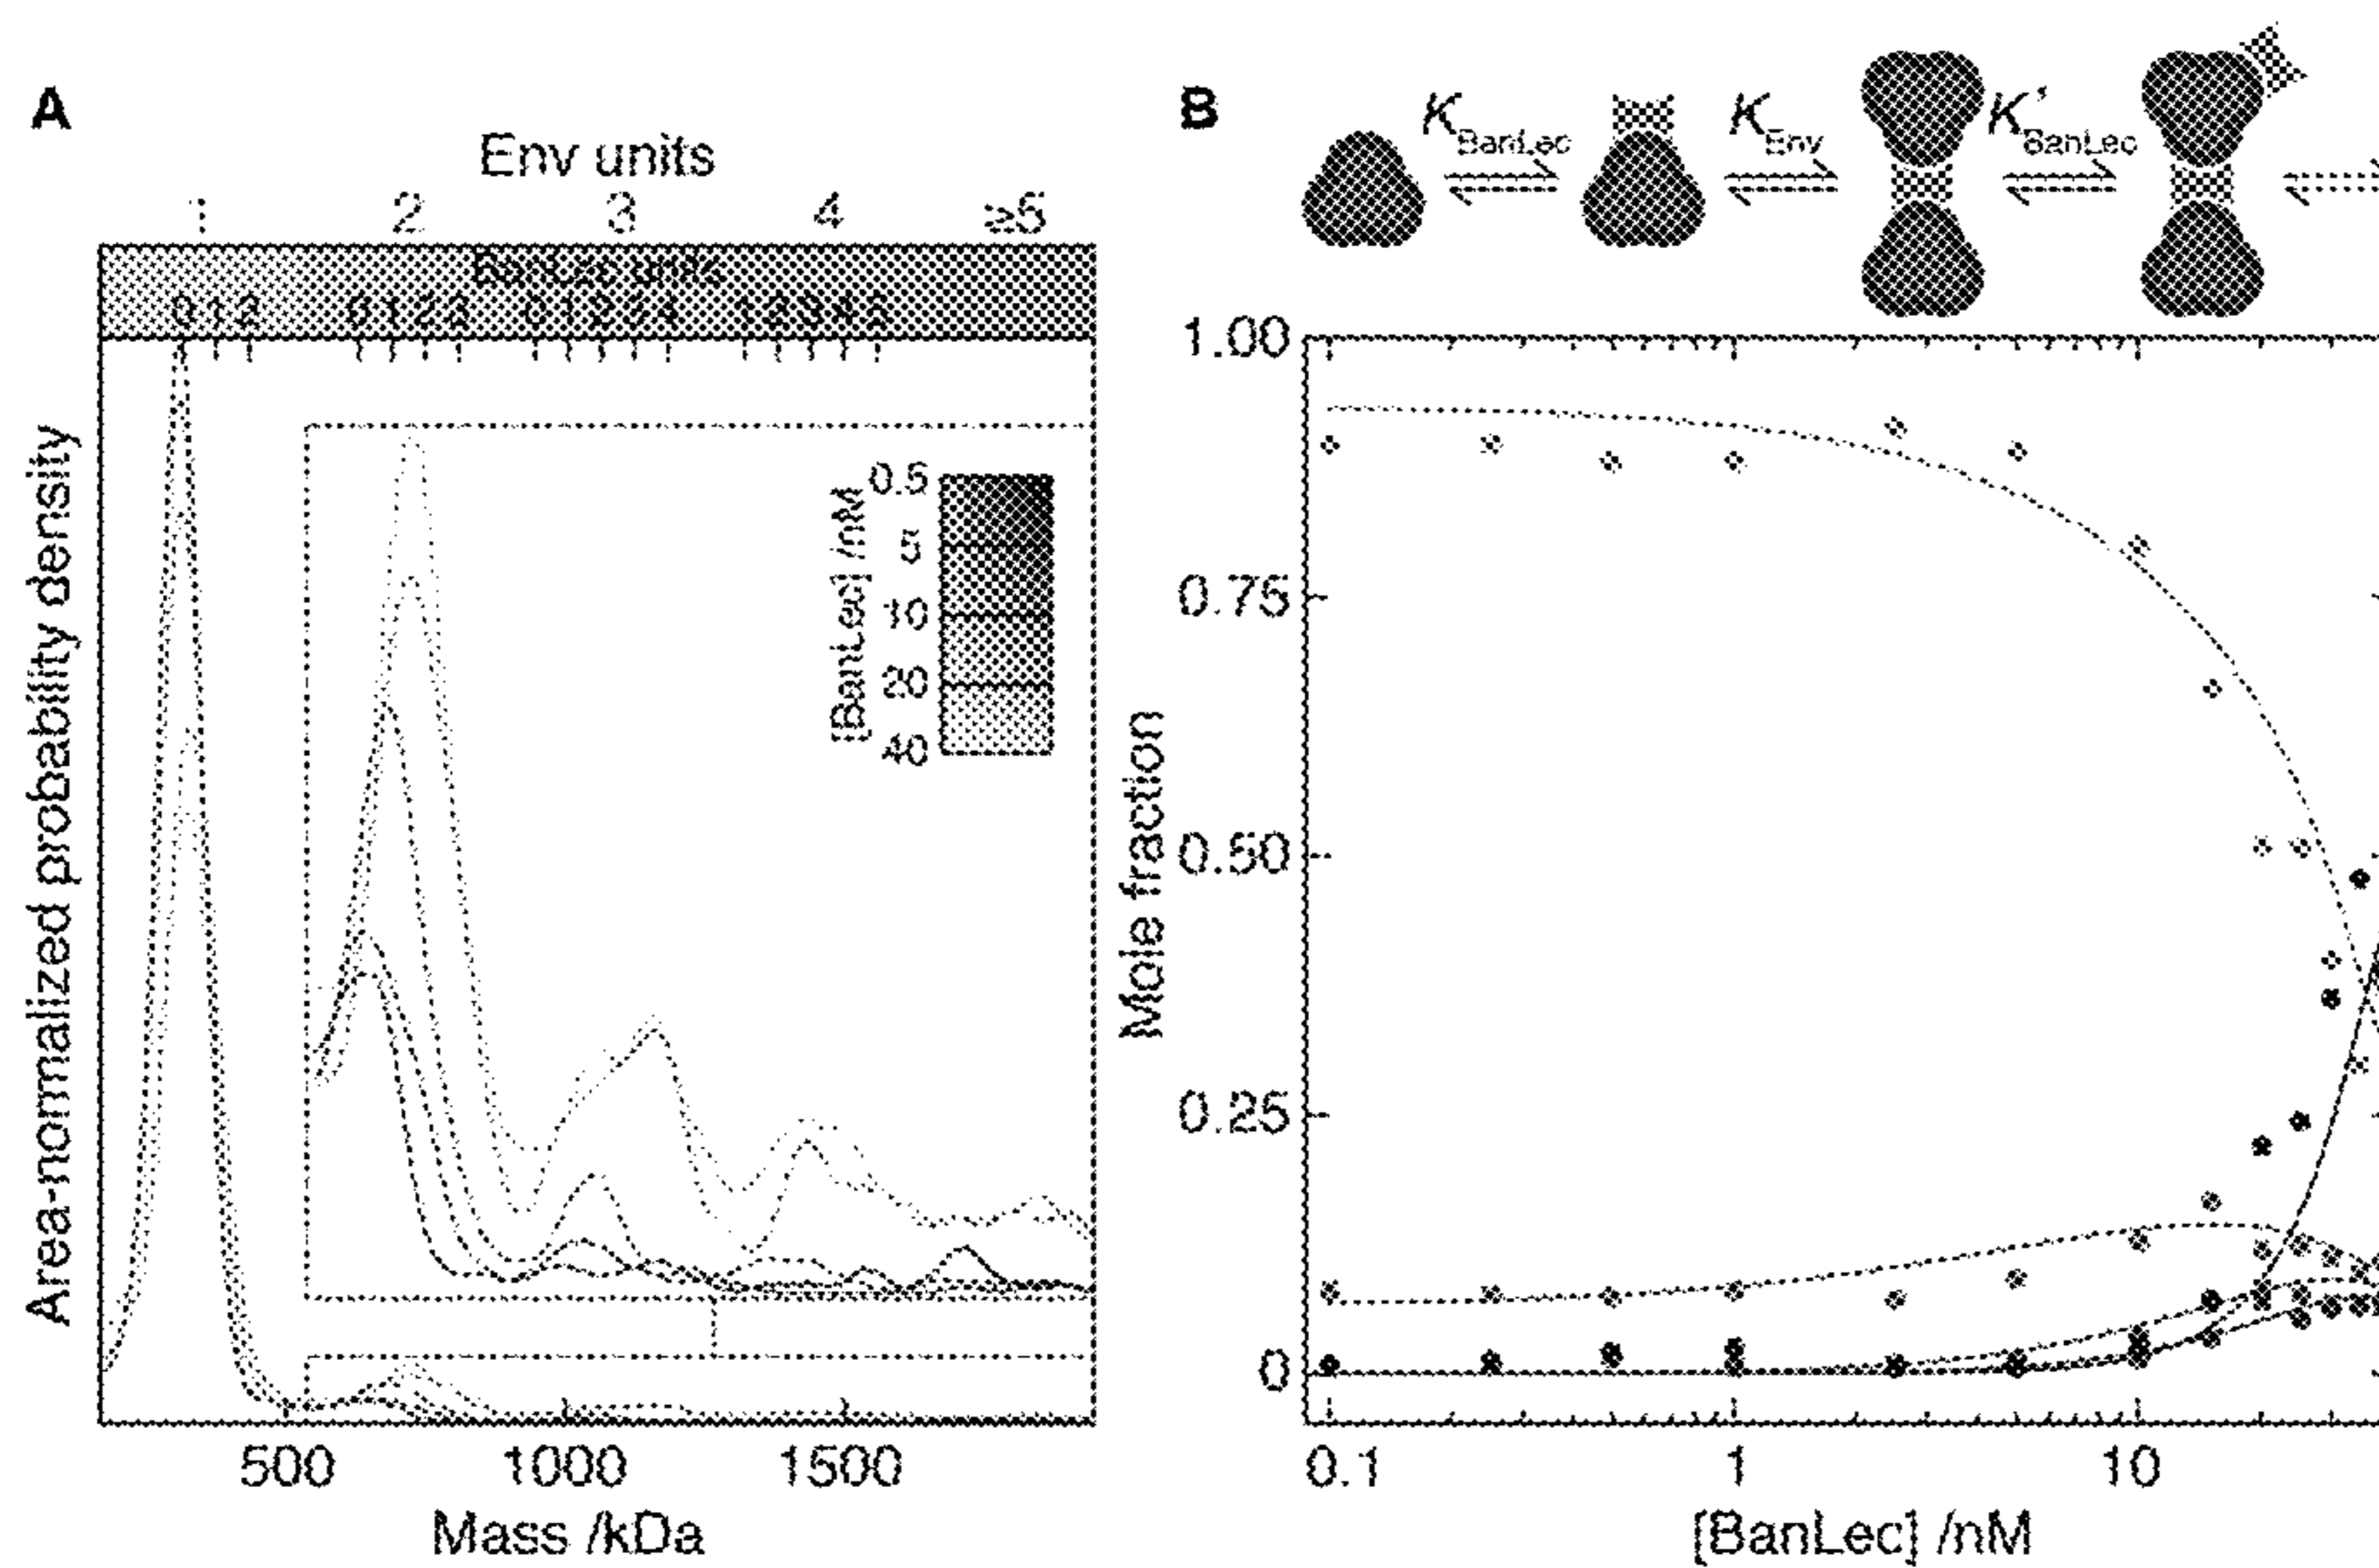 A
Env units
1 2 3 4 ≥5
BanLec units
0 1 2 0 1 2 3 0 1 2 3 4 1 2 3 4 5
Area-normalized probability density
[BanLec] /nM
0.5
5
10
20
40
500 1000 1500
Mass /kDa
B
K BanLec K Env K' BanLec
1.00
0.75
0.50
0.25
0
Mole fraction
0.1 1 10
[BanLec] /nM